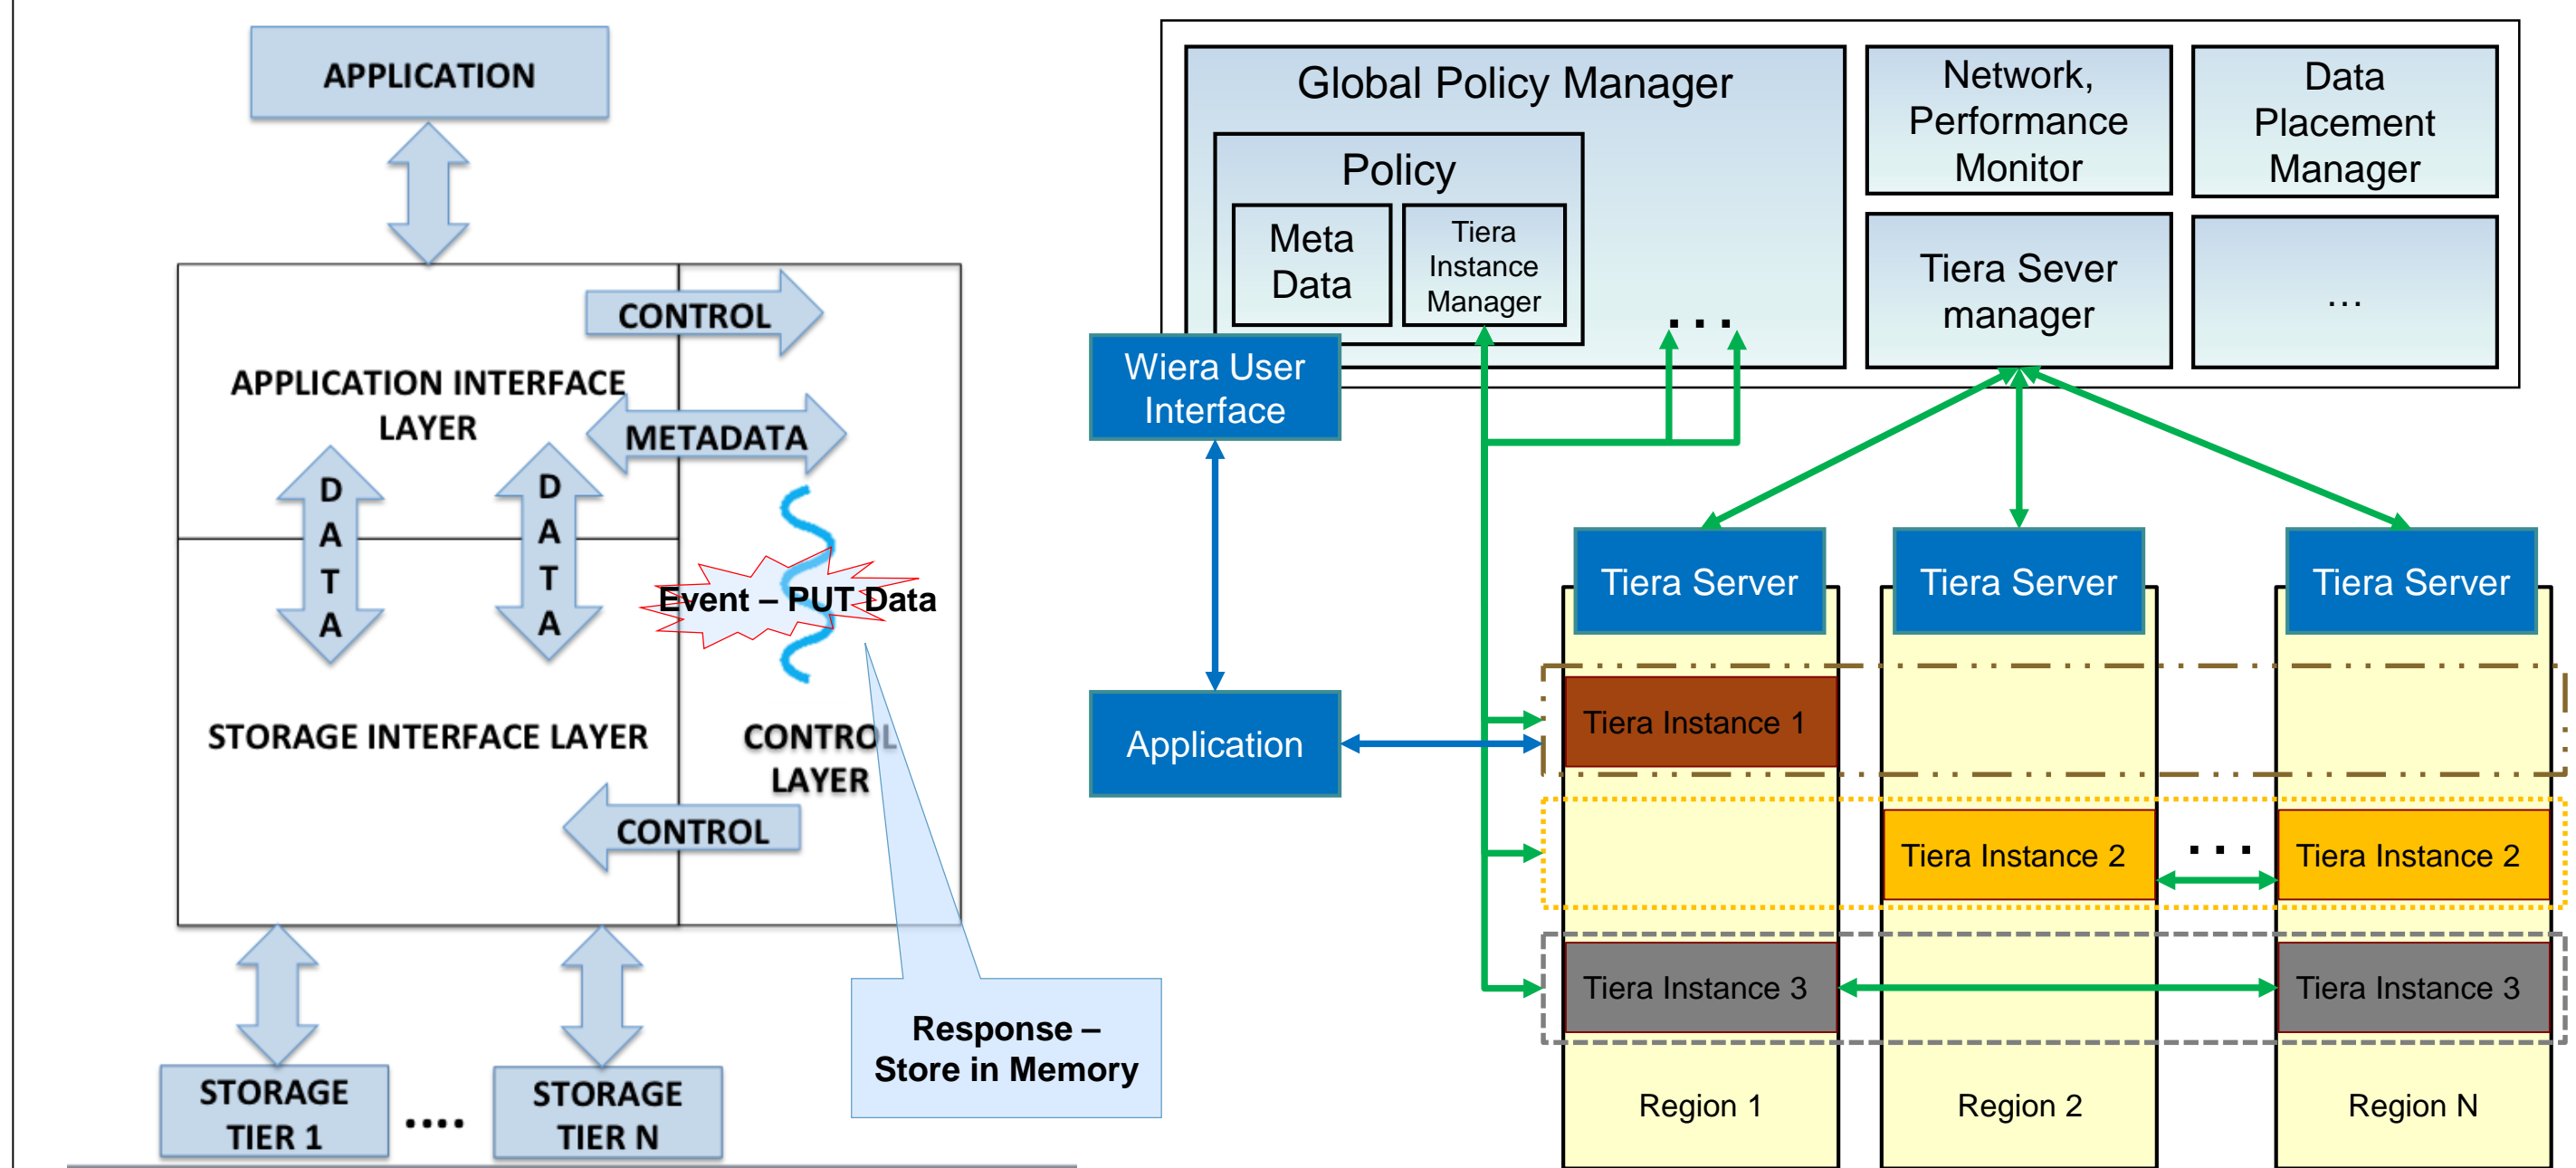 APPLICATION
CONTROL
APPLICATION INTERFACE
LAYER
METADATA
D
A
T
A
D
A
T
A
Event – PUT Data
STORAGE INTERFACE LAYER
CONTROL
LAYER
CONTROL
Response –
Store in Memory
STORAGE
TIER 1
....
STORAGE
TIER N
Global Policy Manager
Policy
Meta
Data
Tiera
Instance
Manager
...
Network,
Performance
Monitor
Data
Placement
Manager
Tiera Sever
manager
...
Wiera User
Interface
Application
Tiera Server
Tiera Server
Tiera Server
Tiera Instance 1
Tiera Instance 2
...
Tiera Instance 2
Tiera Instance 3
Tiera Instance 3
Region 1
Region 2
Region N